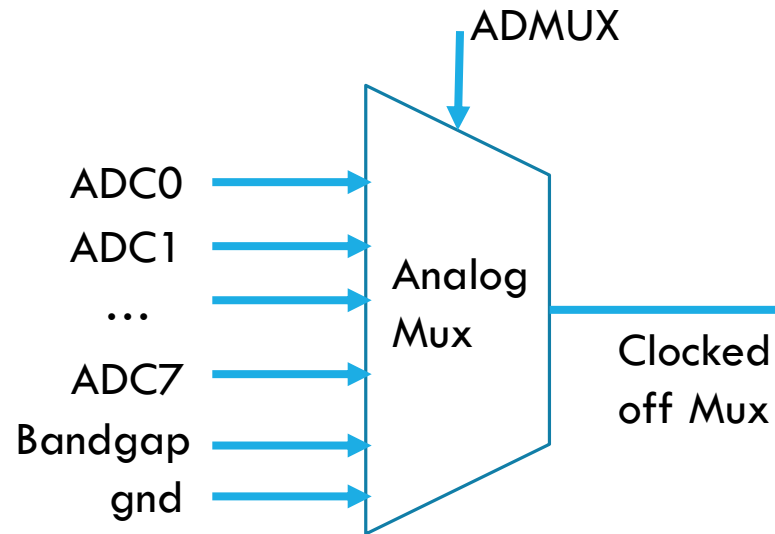 ADMUX
ADC0
ADC1
...
ADC7
Bandgap
gnd
Analog
Mux
Clocked
off Mux